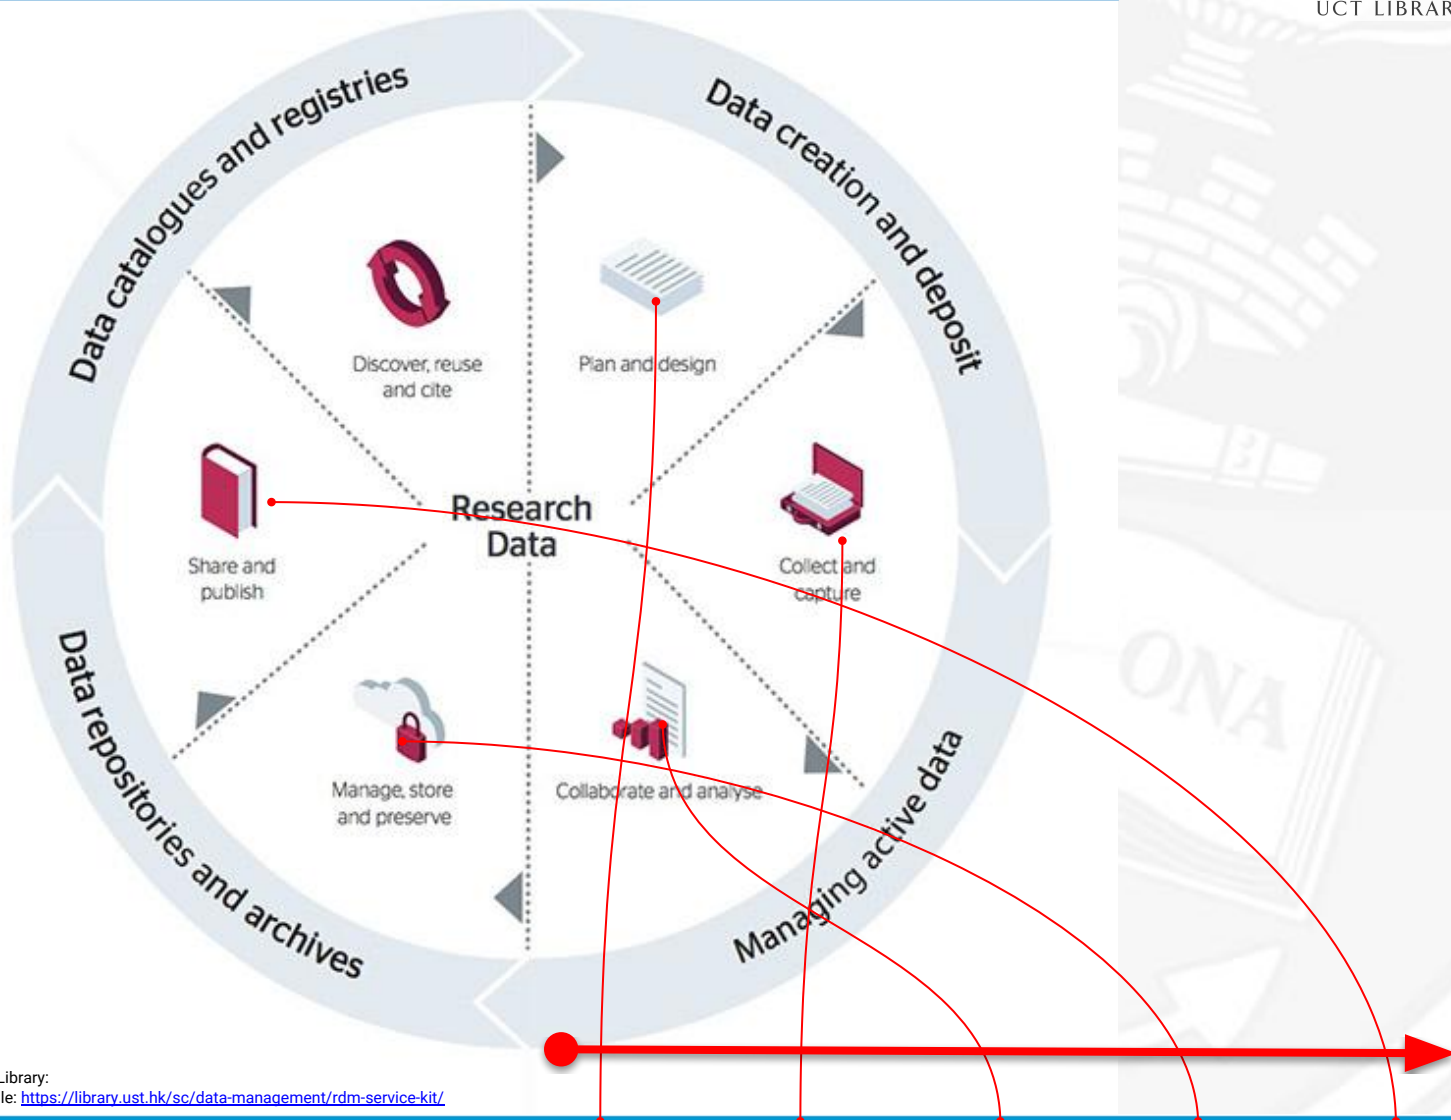 UCT LIBRAR
Data catalogues and registries
Data creation and deposit
Discover, reuse
and cite
Plan and design
Research
Data
Share and
publish
Collect and
capture
Manage, store
and preserve
Collaborate and analyse
Data repositories and archives
Managing active data
ONA
Library:
le: https://library.ust.hk/sc/data-management/rdm-service-kit/